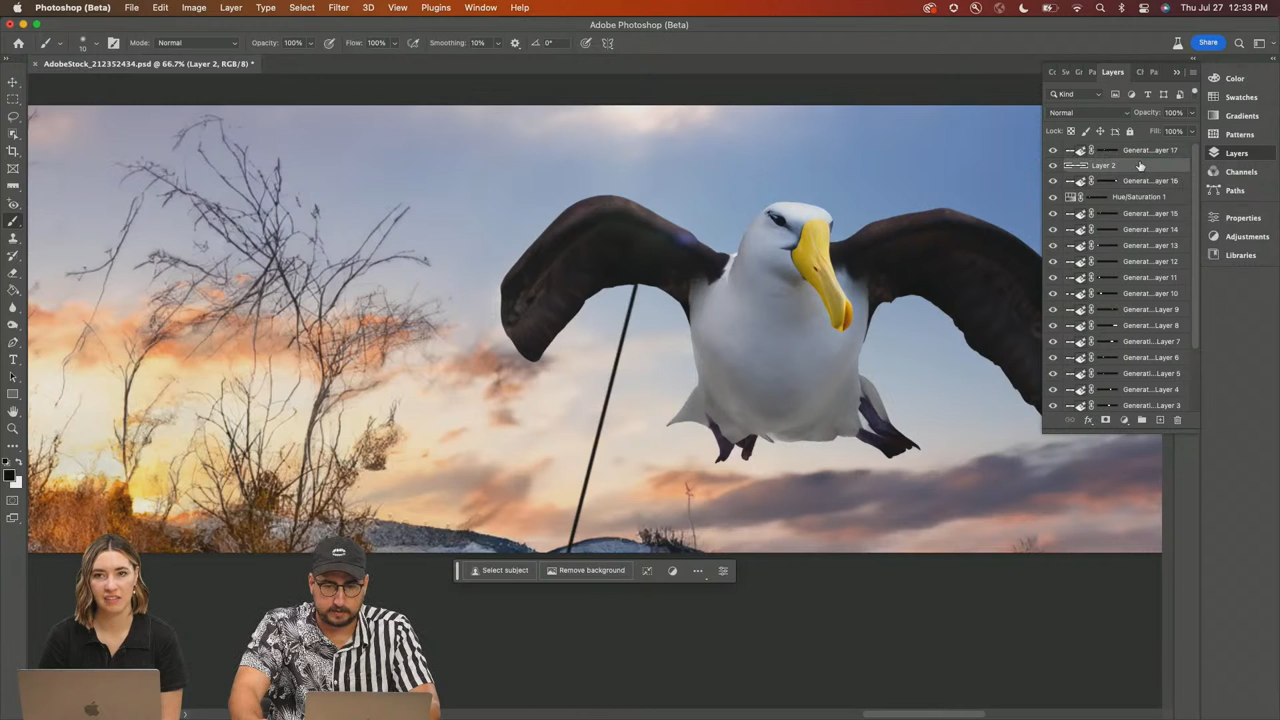 Photoshop (Beta) File Edit Image Layer Type Select Filter 3D View Plugins Window Help Thu Jul 27 12:33 PM
Adobe Photoshop (Beta)
10 Mode: Normal Opacity: 100% Flow: 100% Smoothing: 10% 0° Share
AdobeStock_212352434.psd @ 66.7% (Layer 2, RGB/8) *
Layers
Kind
Normal Opacity: 100%
Lock: Fill: 100%
Generat...ayer 17
Layer 2
Generat...ayer 16
Hue/Saturation 1
Generat...ayer 15
Generat...ayer 14
Generat...ayer 13
Generat...ayer 12
Generat...ayer 11
Generat...ayer 10
Generat...Layer 9
Generat...Layer 8
Generati...Layer 7
Generat...Layer 6
Generati...Layer 5
Generat...Layer 4
Generati...Layer 3
fx
Color
Swatches
Gradients
Patterns
Layers
Channels
Paths
Properties
Adjustments
Libraries
Select subject Remove background